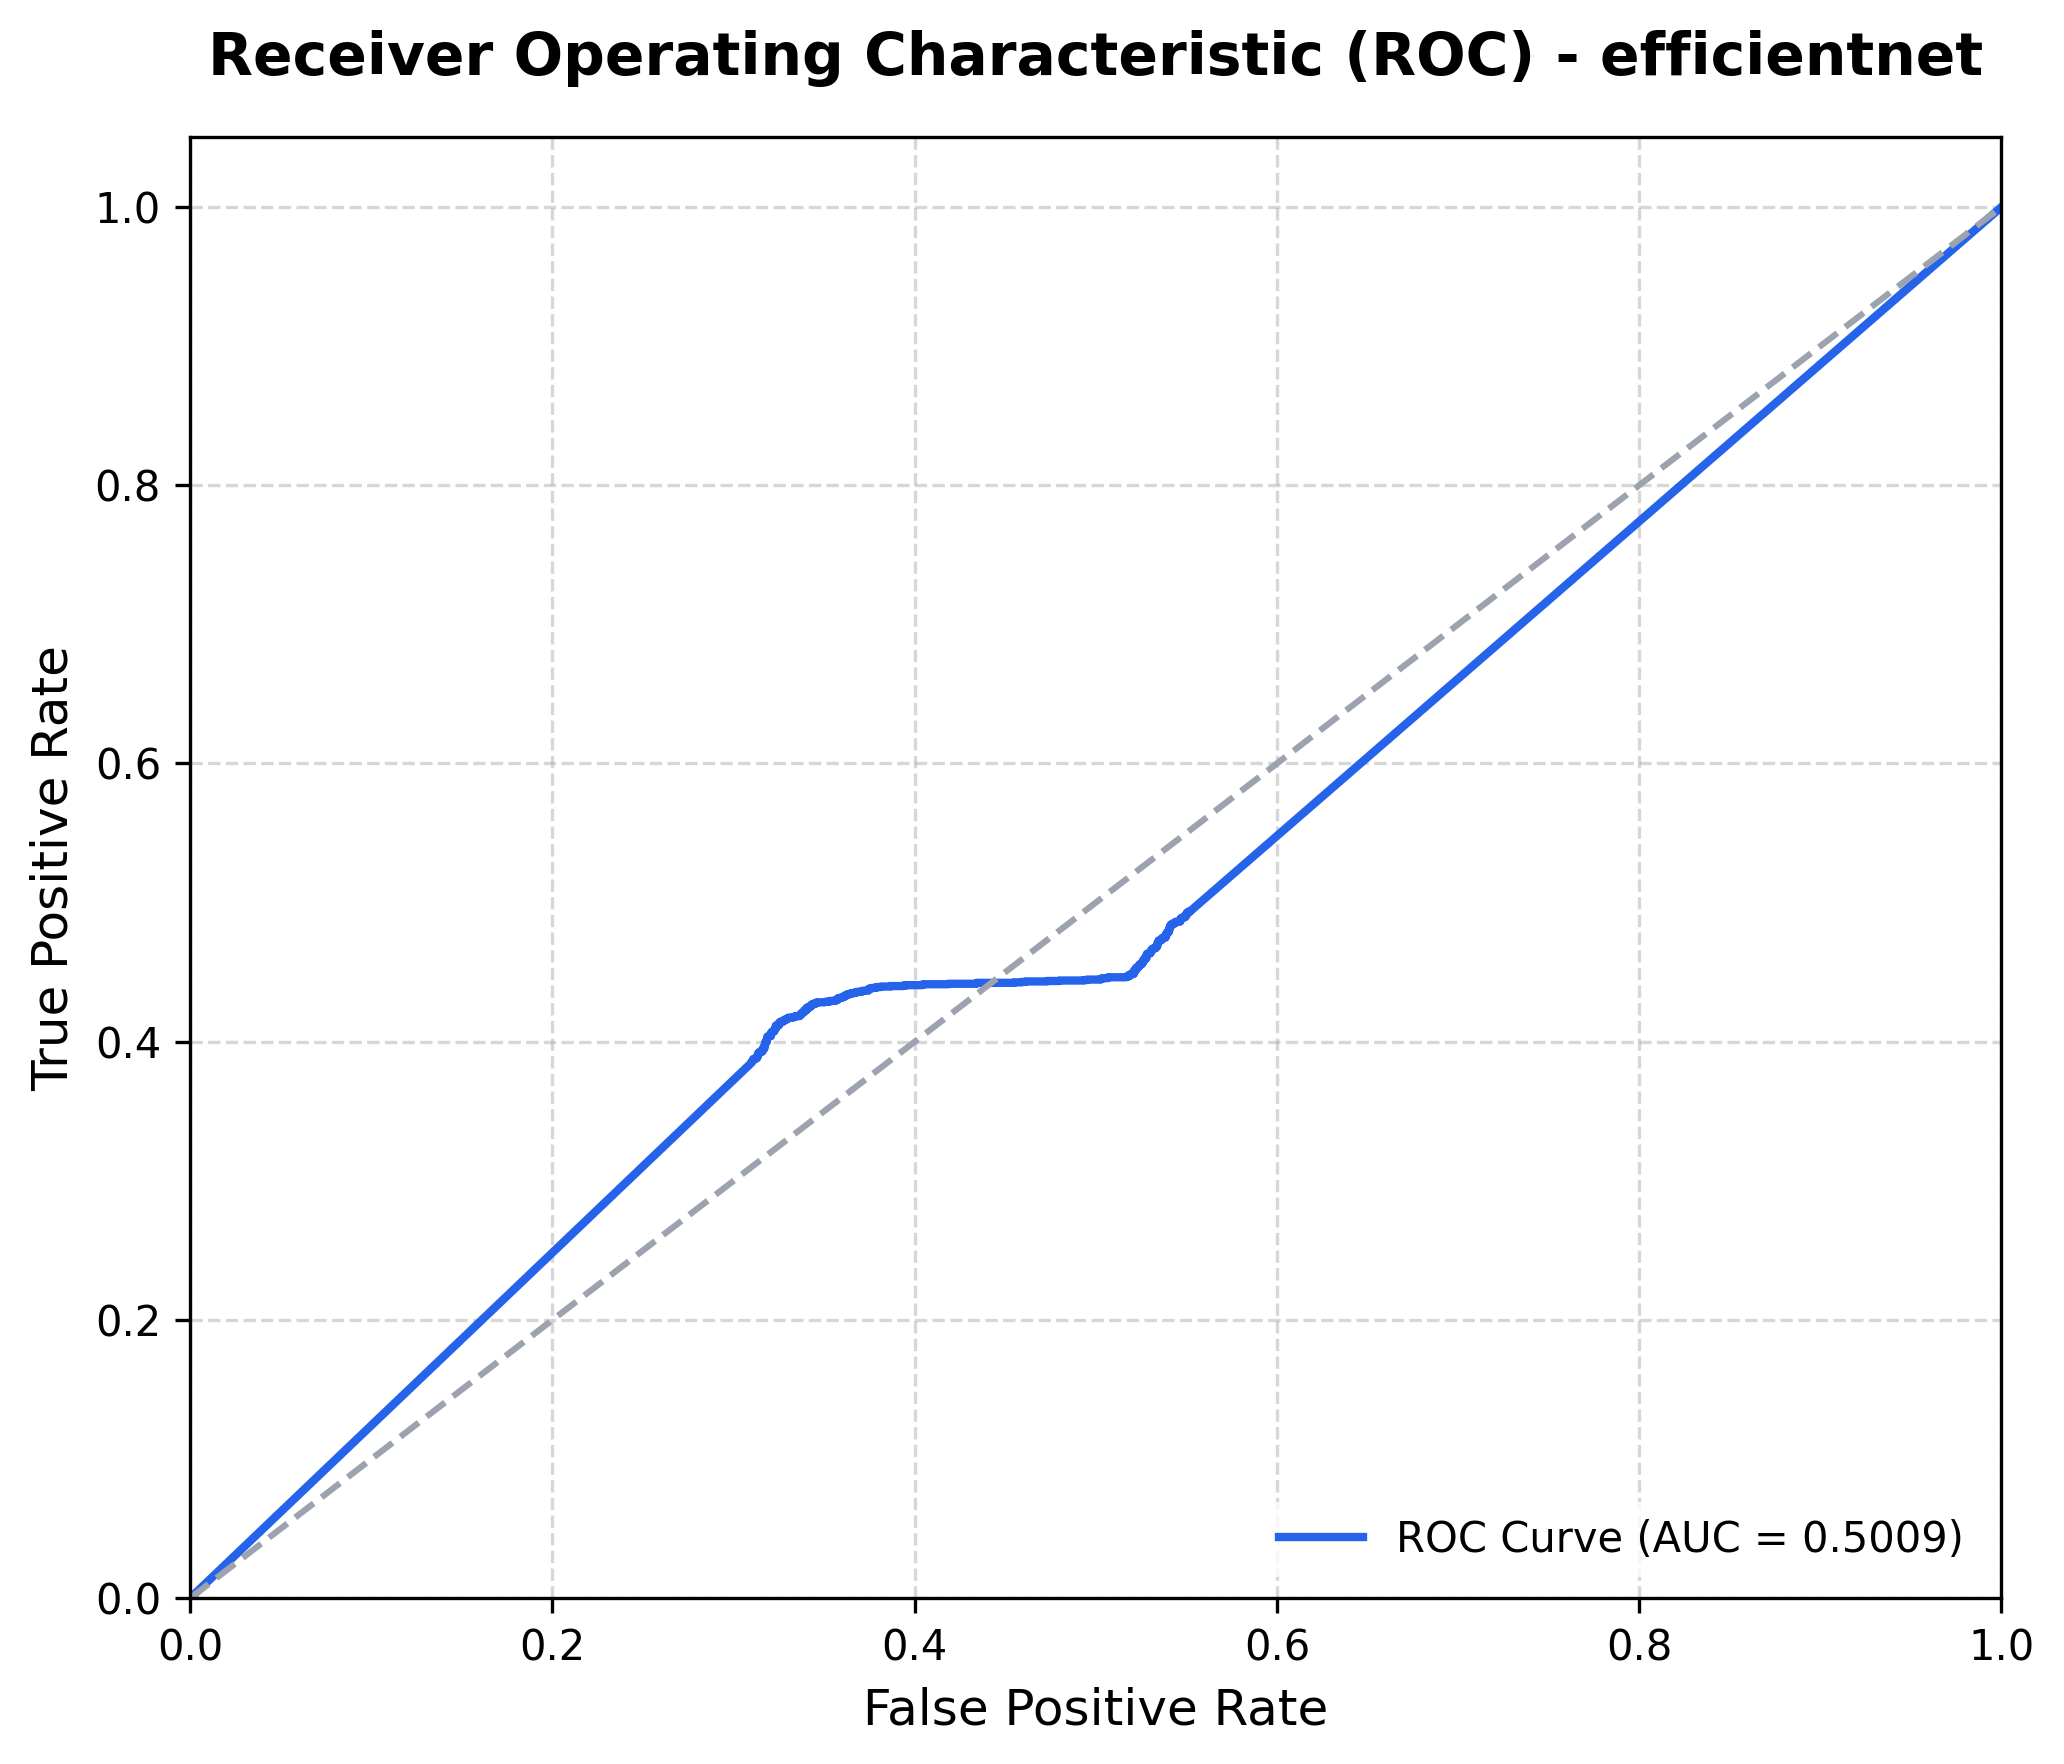 Receiver Operating Characteristic (ROC) - efficientnet
True Positive Rate
1.0
0.8
0.6
0.4
0.2
0.0
ROC Curve (AUC = 0.5009)
0.0 0.2 0.4 0.6 0.8 1.0
False Positive Rate